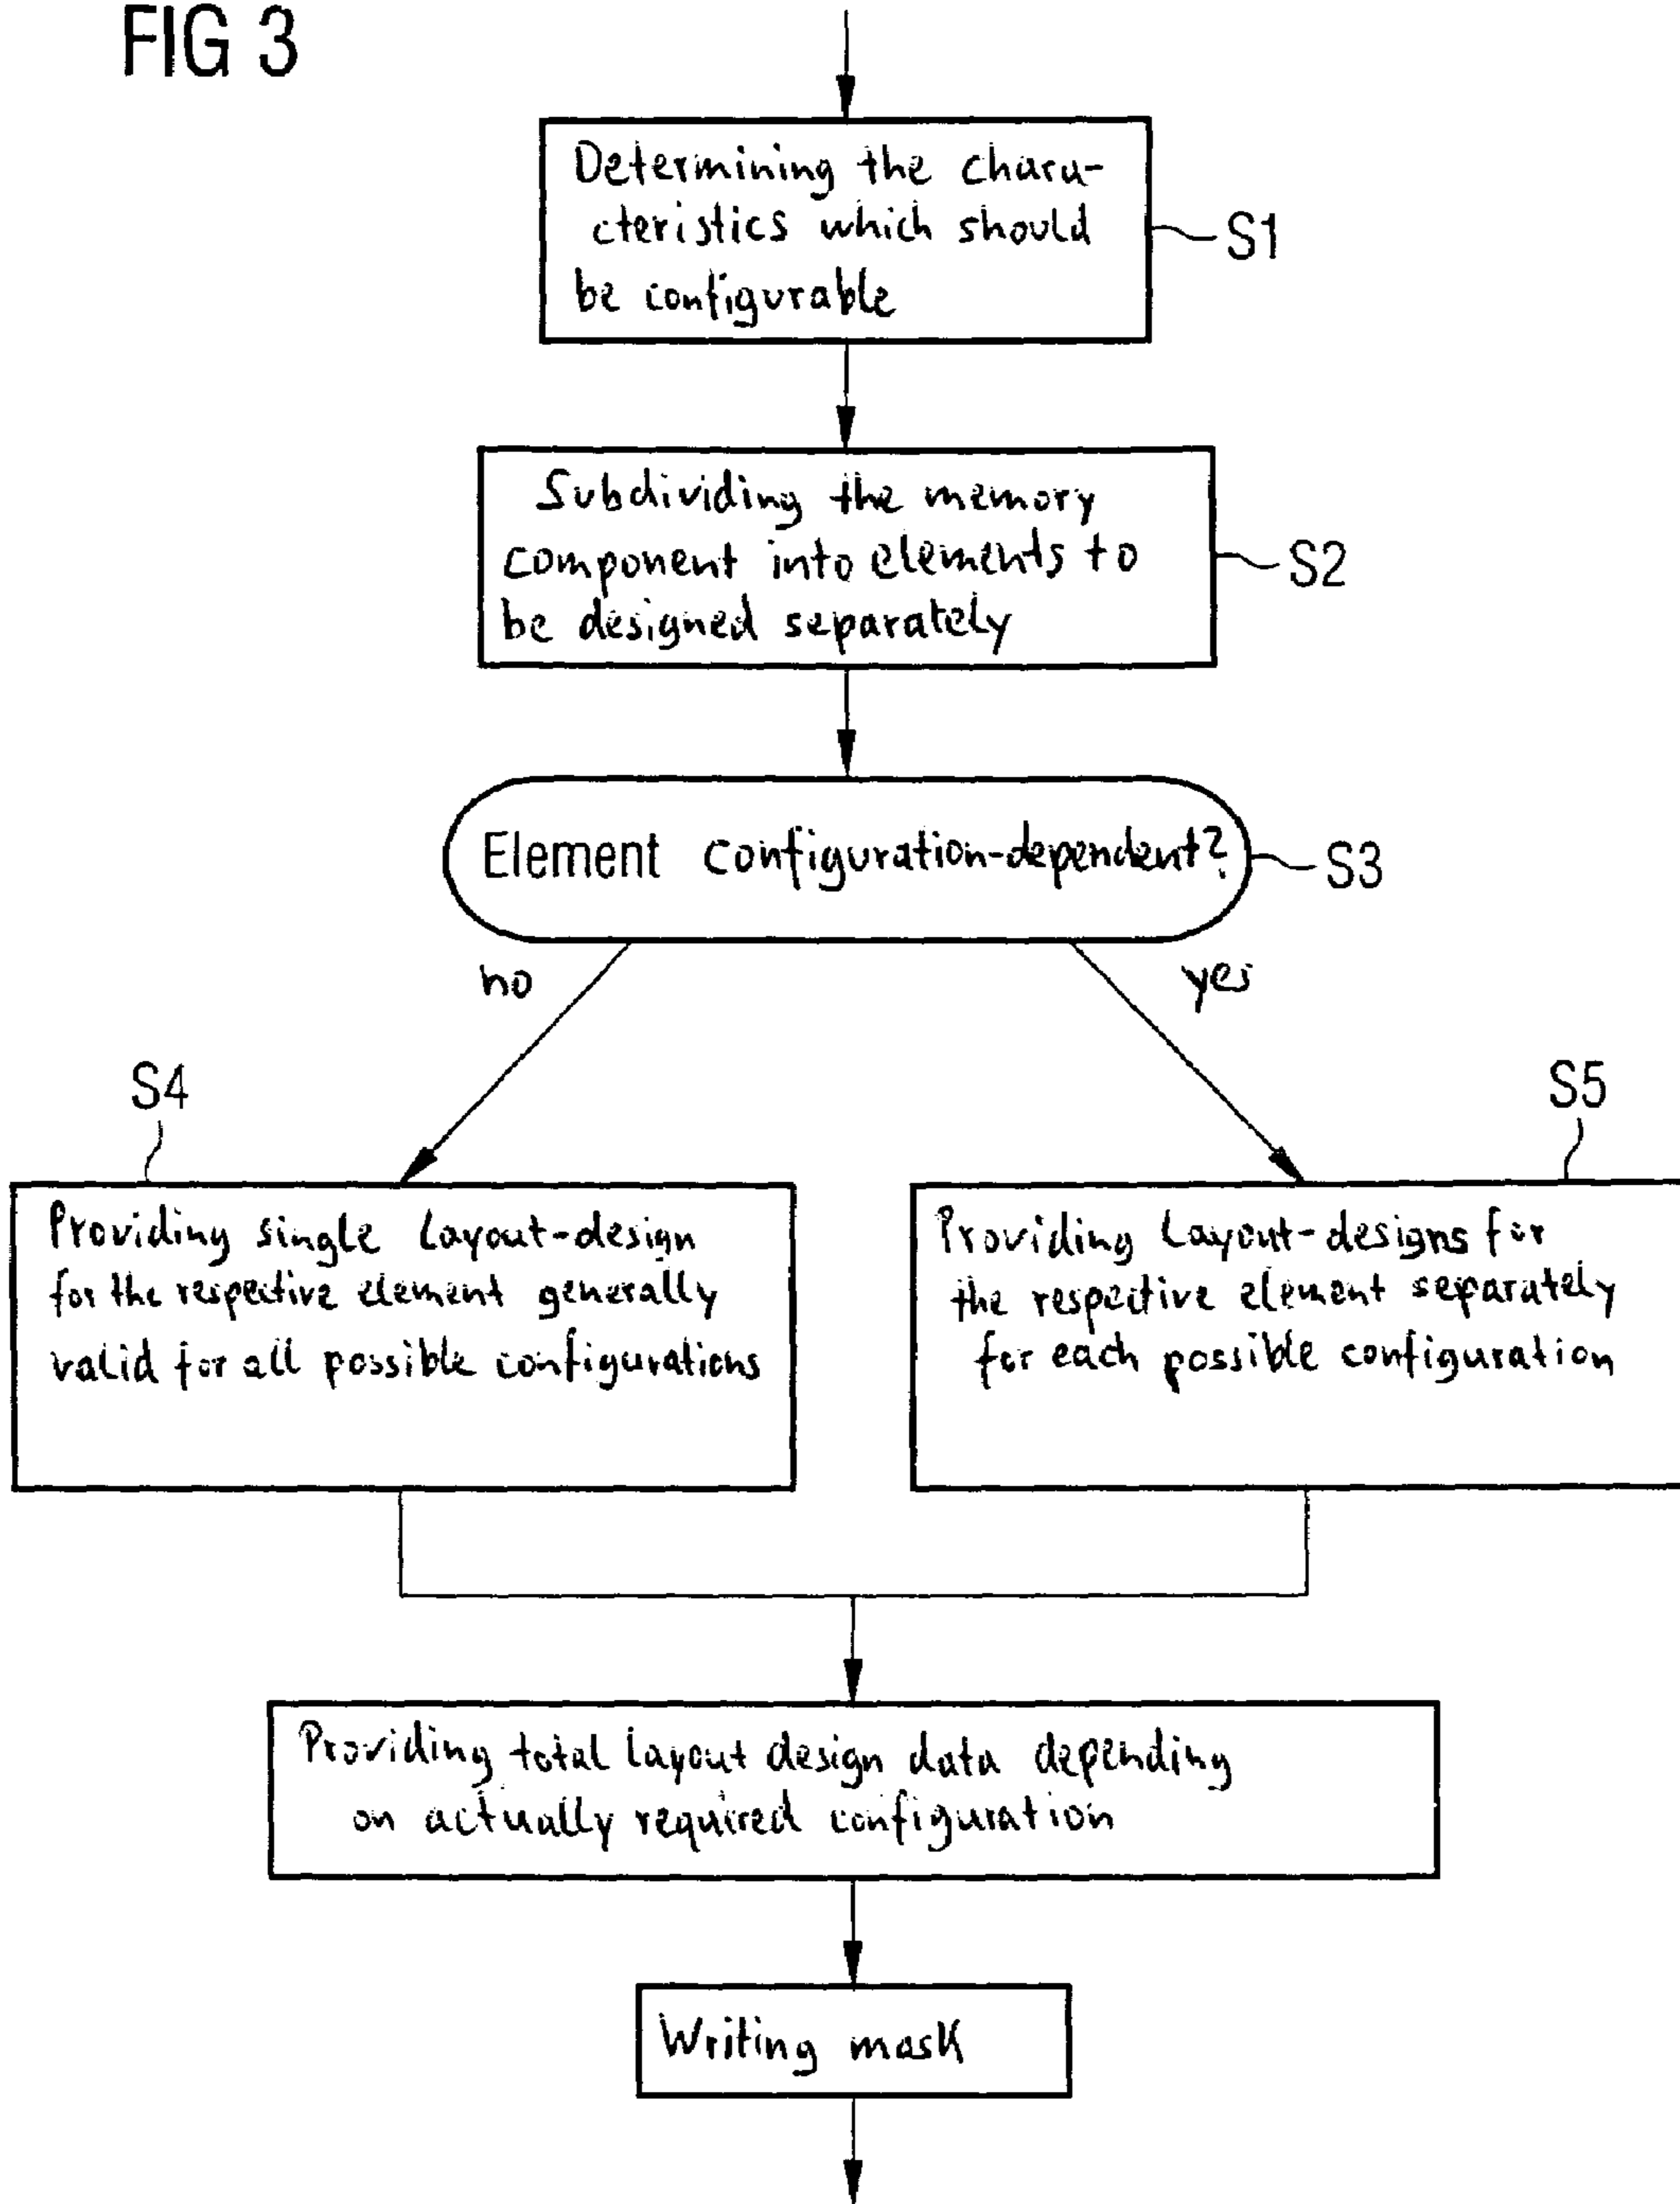 FIG 3
Determining the chara-
cteristics which should
be configurable
S1
Subdividing the memory
component into elements to
be designed separately
S2
Element configuration-dependent?
S3
no
yes
S4
S5
Providing single Layout-design
for the respective element generally
valid for all possible configurations
Providing Layout-designs for
the respective element separately
for each possible configuration
Providing total layout design data depending
on actually required configuration
Writing mask